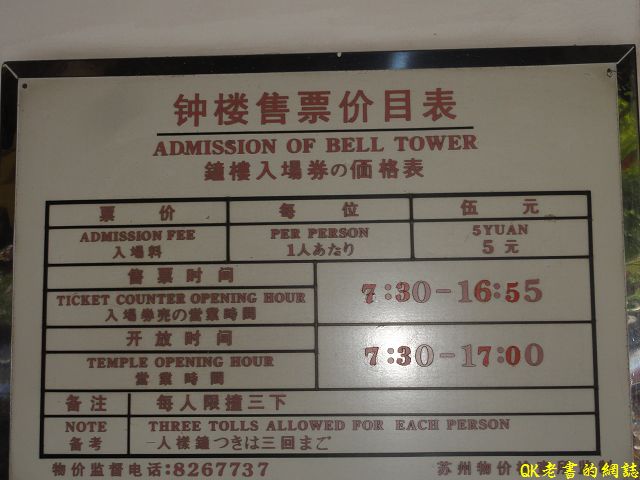 钟楼售票价目表
ADMISSION OF BELL TOWER
鐘樓入場券の価格表
票 价 每 位 伍 元
ADMISSION FEE PER PERSON 5YUAN
入場料 1人あたり 5元
售票时间
TICKET COUNTER OPENING HOUR 7:30-16:55
入場券売の営業時間
开放时间
TEMPLE OPENING HOUR 7:30-17:00
営業時間
备注 每人限撞三下
NOTE THREE TOLLS ALLOWED FOR EACH PERSON
备考 一人様鐘つきは三回まで
物价监督电话:8267737 苏州物价
QK老書的網誌